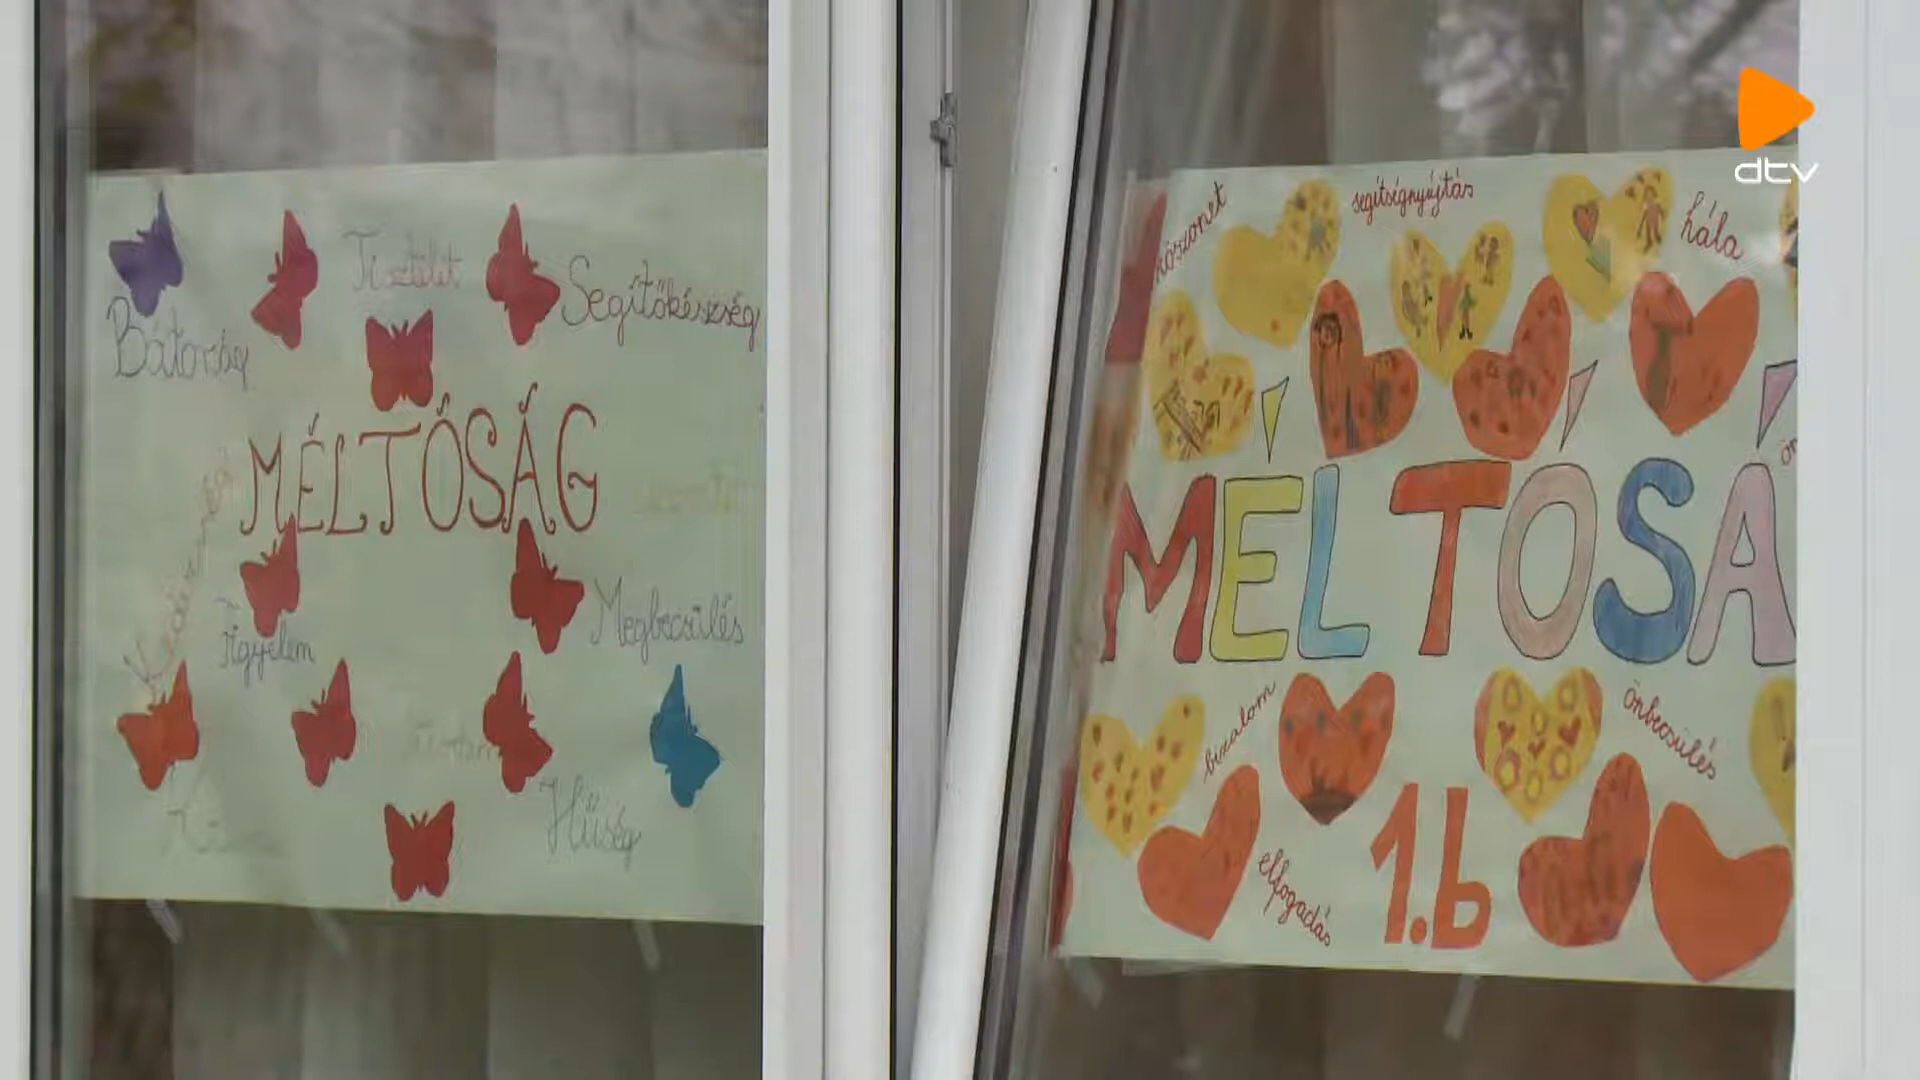 Bátorság
Tisztelet
Segítőkészség
MÉLTÓSÁG
Figyelem
Megbecsülés
Hűség
dtv
köszönet
segítségnyújtás
hála
MÉLTÓSÁ
bizalom
önbecsülés
elfogadás
1.b